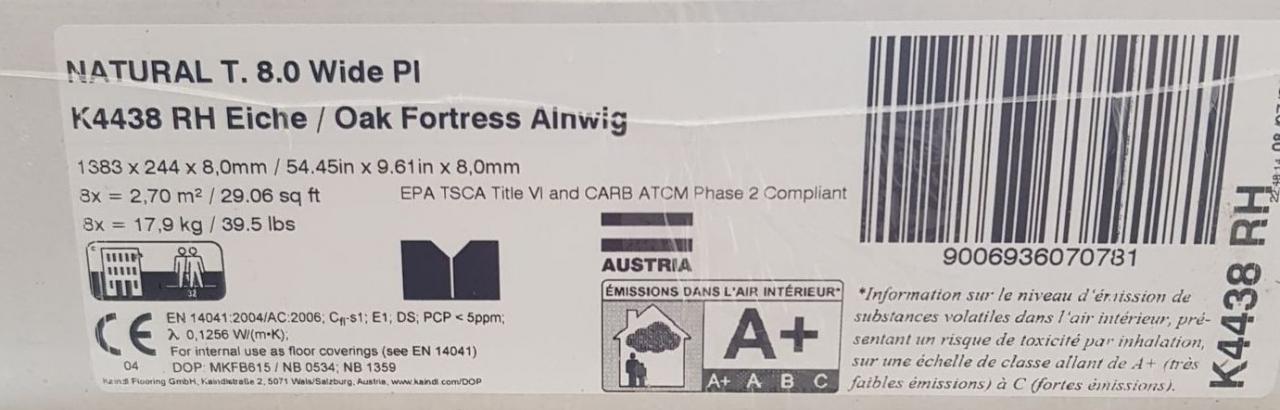 NATURAL T. 8.0 Wide Pl
K4438 RH Eiche / Oak Fortress Alnwig
1383 x 244 x 8,0mm / 54.45in x 9.61in x 8,0mm
8x = 2,70 m² / 29.06 sq ft
EPA TSCA Title VI and CARB ATCM Phase 2 Compliant
8x = 17,9 kg / 39.5 lbs
32
AUSTRIA
EN 14041:2004/AC:2006; Cfl-s1; E1; DS; PCP < 5ppm;
λ 0,1256 W/(m•K);
For internal use as floor coverings (see EN 14041)
04
DOP: MKFB615 / NB 0534; NB 1359
Kaindl Flooring GmbH, Kaindlstraße 2, 5071 Wals/Salzburg, Austria, www.kaindl.com/DOP
ÉMISSIONS DANS L'AIR INTÉRIEUR*
A+
A+ A B C
9006936070781
*Information sur le niveau d'émission de
substances volatiles dans l'air intérieur, pré-
sentant un risque de toxicité par inhalation,
sur une échelle de classe allant de A+ (très
faibles émissions) à C (fortes émissions).
K4438 RH